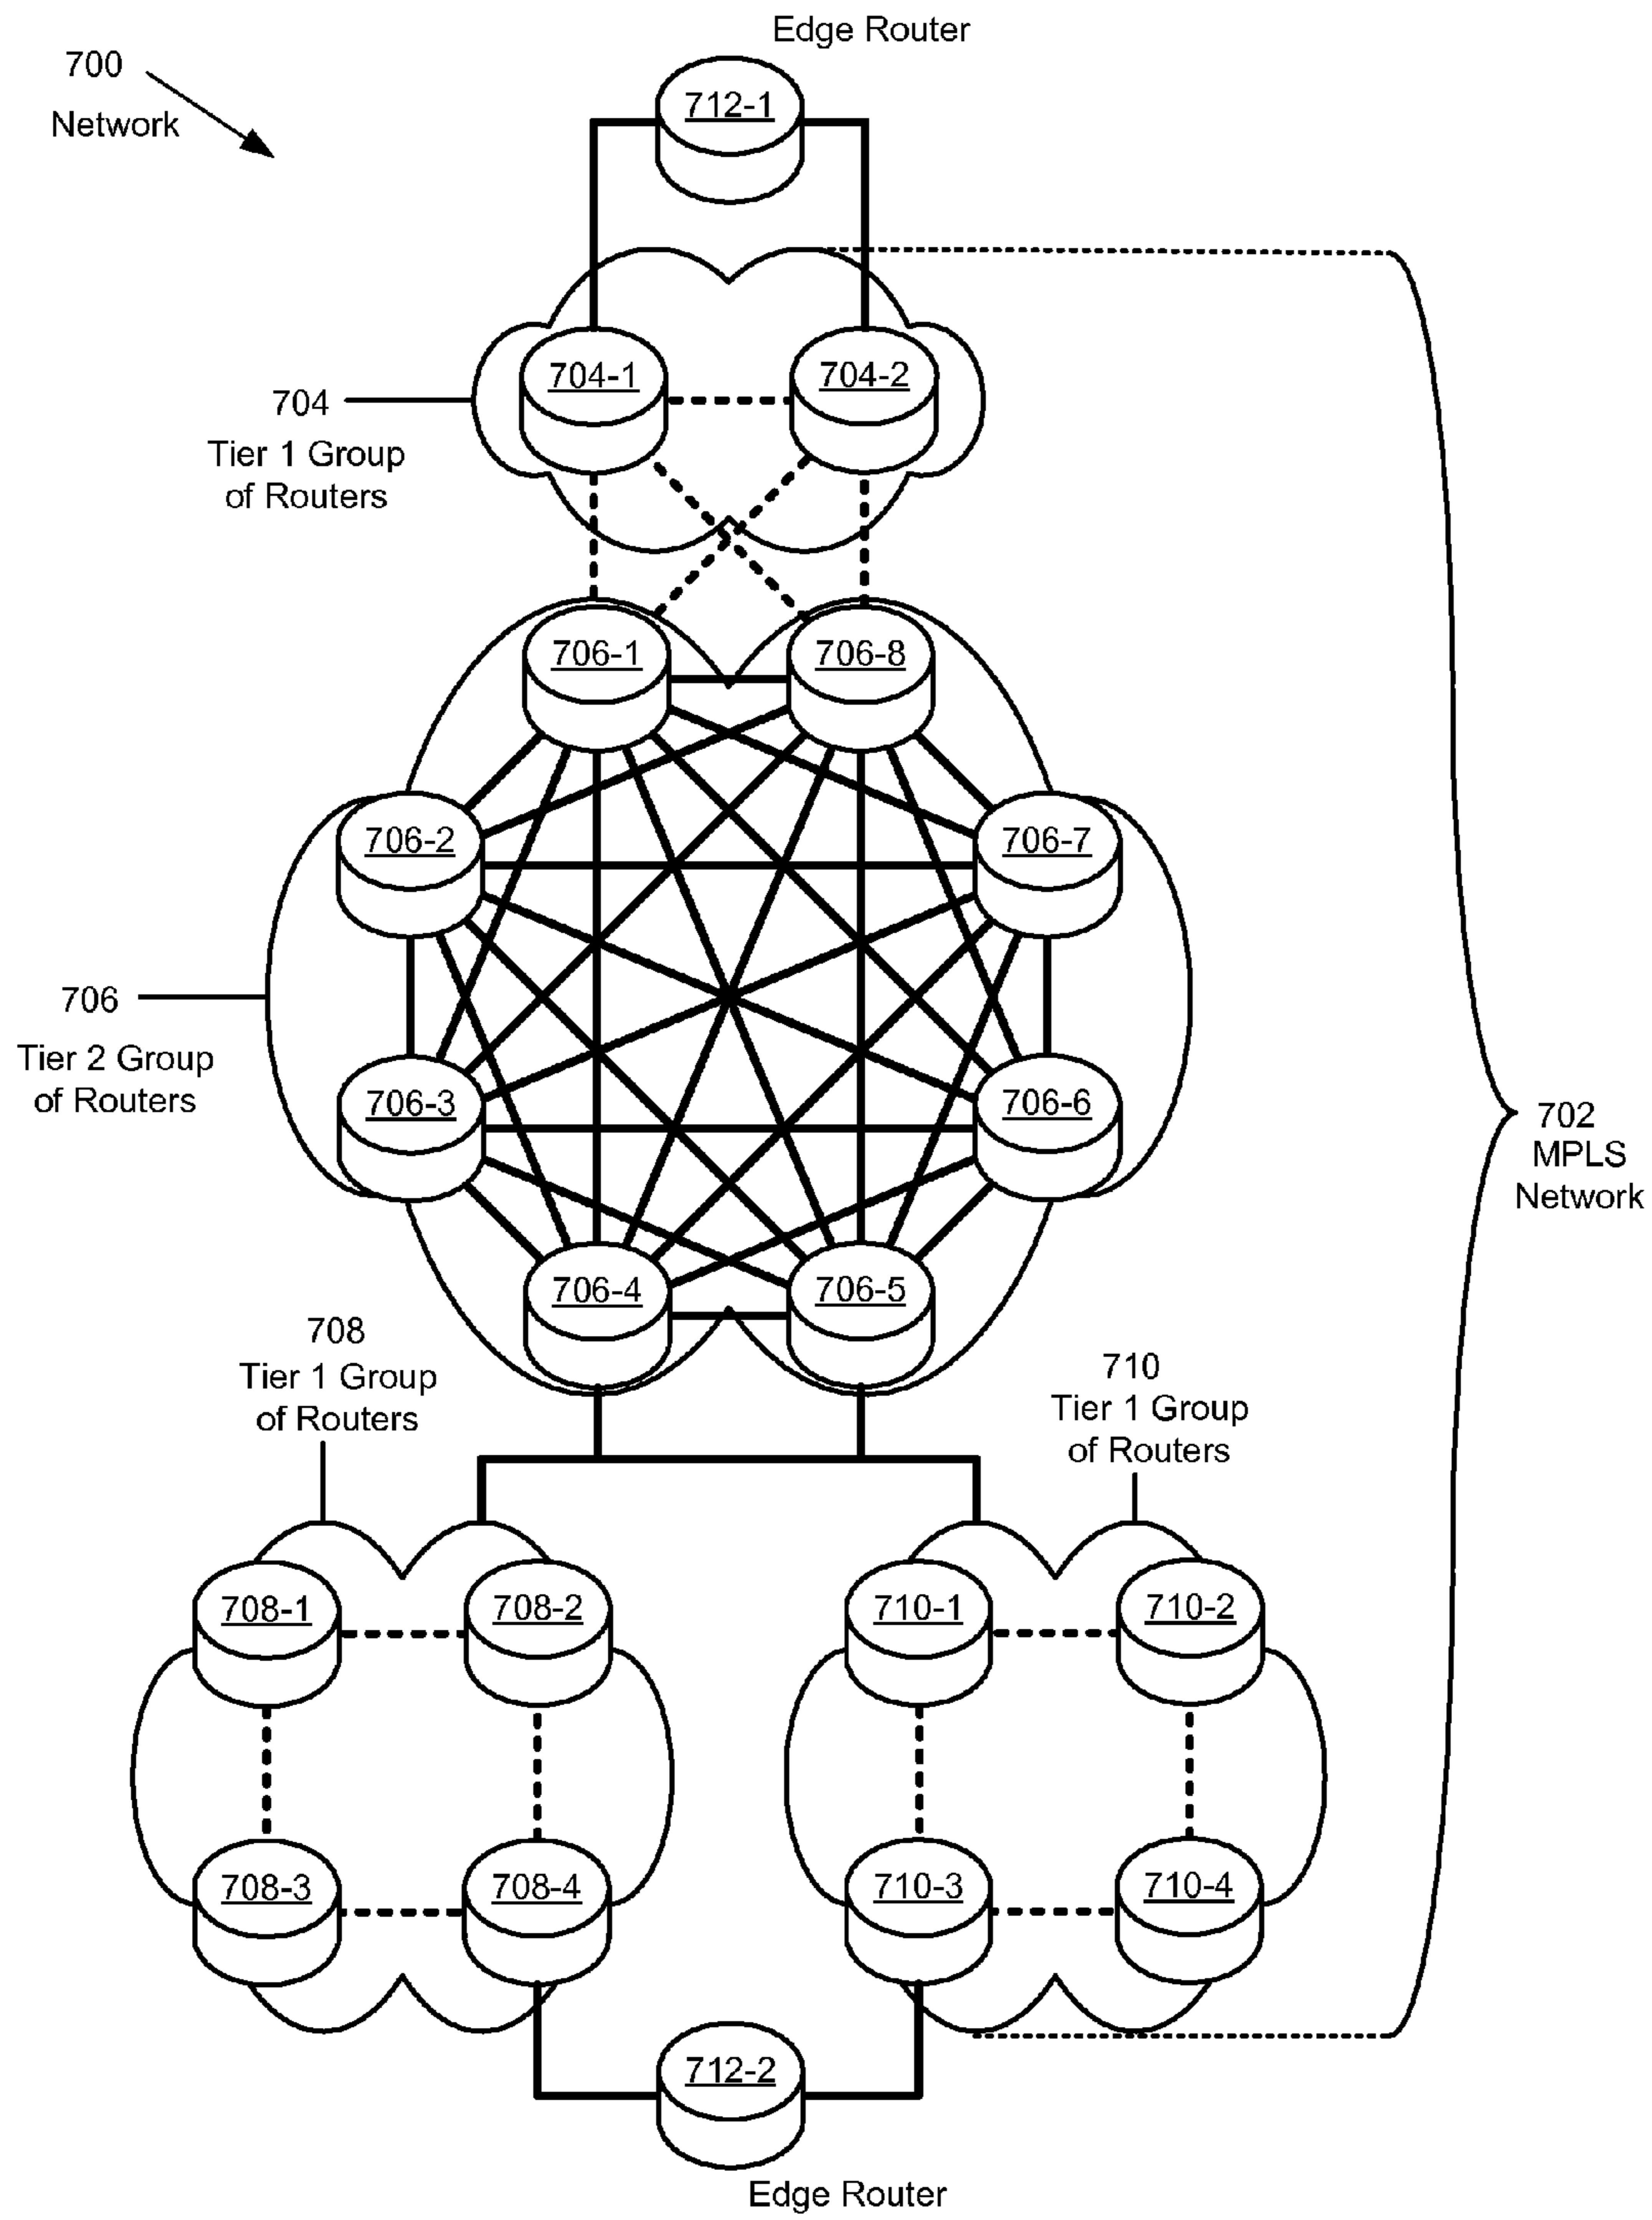 Edge Router
700
Network
712-1
704-1
704-2
704
Tier 1 Group
of Routers
706-1
706-8
706-2
706-7
706
Tier 2 Group
of Routers
706-3
706-6
702
MPLS
Network
706-4
706-5
708
Tier 1 Group
of Routers
710
Tier 1 Group
of Routers
708-1
708-2
710-1
710-2
708-3
708-4
710-3
710-4
712-2
Edge Router